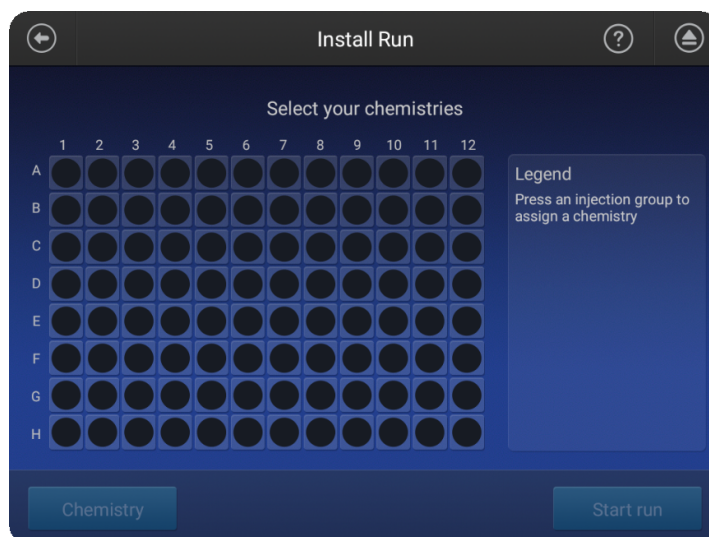 Install Run
?
Select your chemistries
1 2 3 4 5 6 7 8 9 10 11 12
A
B
C
D
E
F
G
H
Legend
Press an injection group to
assign a chemistry
Chemistry
Start run